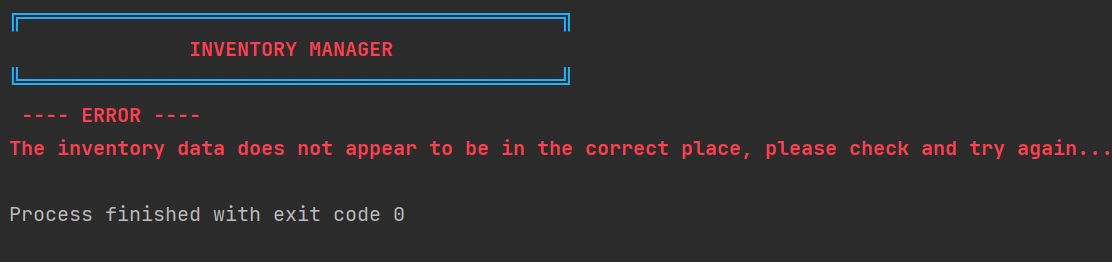 INVENTORY MANAGER
---- ERROR ----
The inventory data does not appear to be in the correct place, please check and try again...
Process finished with exit code 0